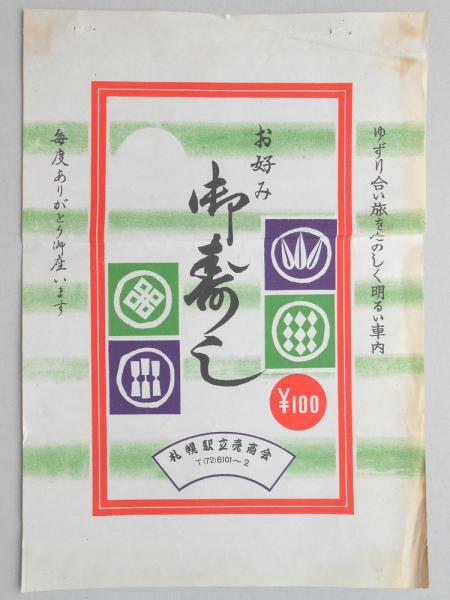 ゆずり合い旅をたのしく明るい車内
お好み
御寿し
毎度ありがとう御座います
¥100
札幌駅立売商会
T(72)6101~2